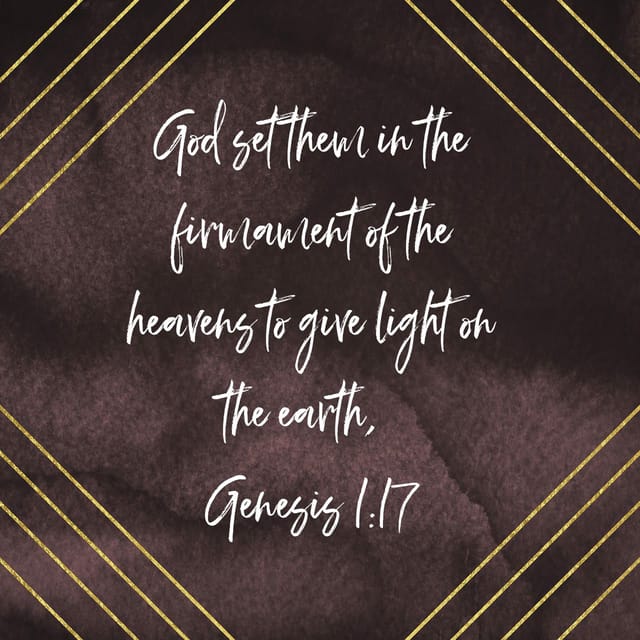 God set them in the
firmament of the
heavens to give light on
the earth,
Genesis 1:17